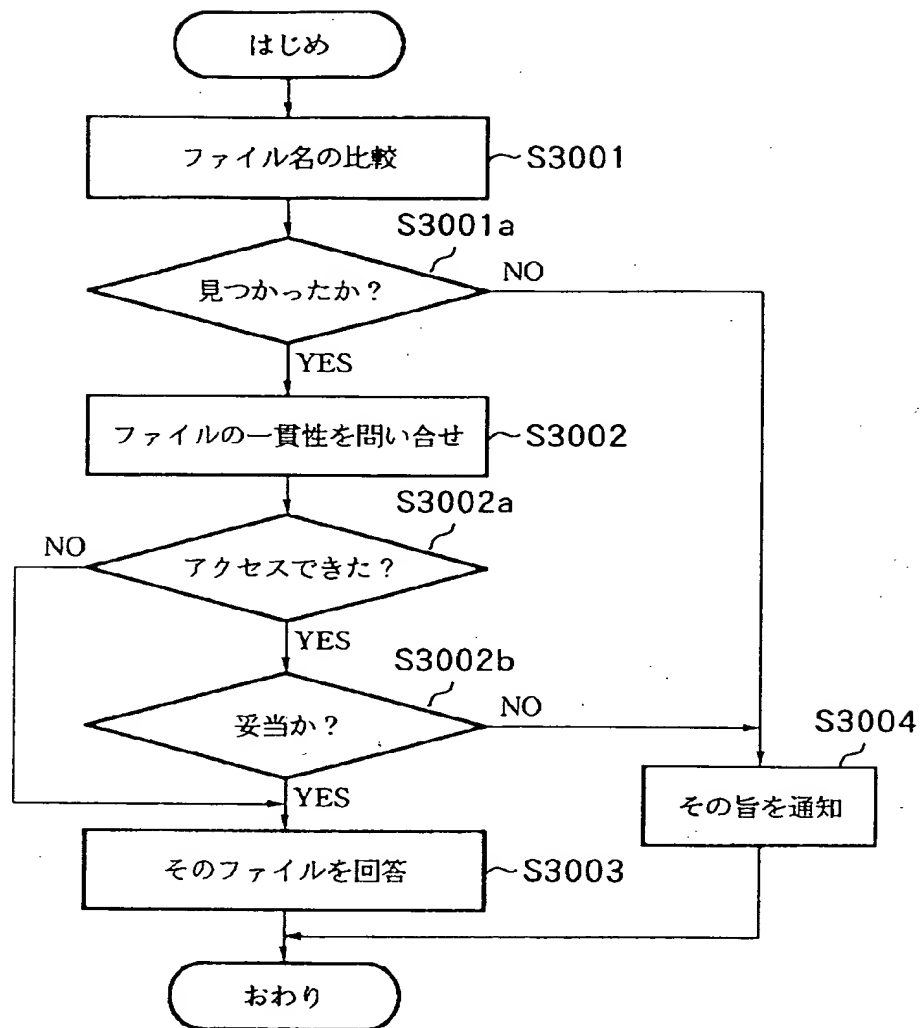 はじめ
ファイル名の比較
S3001
S3001a
見つかったか?
NO
YES
ファイルの一貫性を問い合せ
S3002
S3002a
NO
アクセスできた?
YES
S3002b
妥当か?
NO
S3004
YES
その旨を通知
そのファイルを回答
S3003
おわり